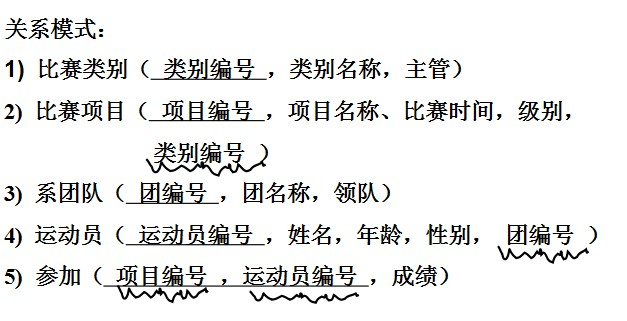 关系模式：
1) 比赛类别（ 类别编号 ，类别名称，主管）
2) 比赛项目（ 项目编号 ，项目名称、比赛时间，级别，
类别编号 ）
3) 系团队（ 团编号 ，团名称，领队）
4) 运动员（ 运动员编号 ，姓名，年龄，性别， 团编号 ）
5) 参加（ 项目编号 ，运动员编号 ，成绩）